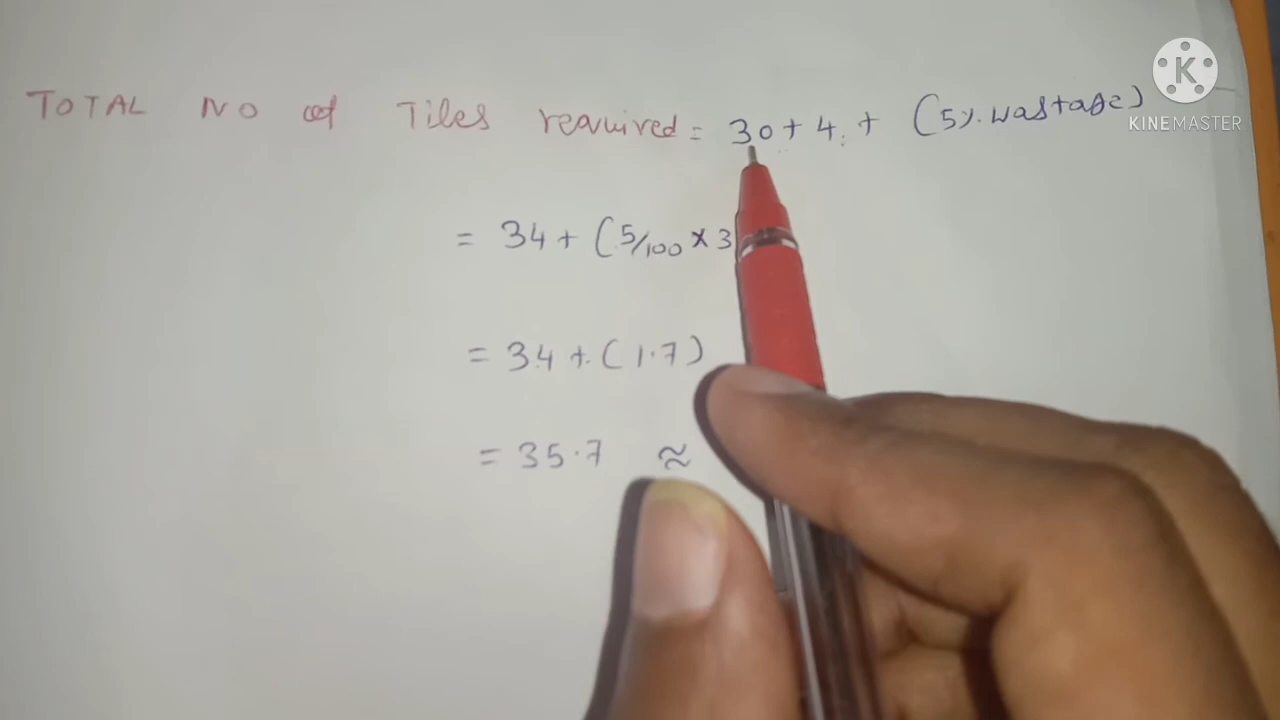 TOTAL NO of Tiles required = 30 + 4 + (5%. wastage)
= 34 + (5/100 × 3
= 34 + (1.7)
= 35.7 ≈
K
KINEMASTER